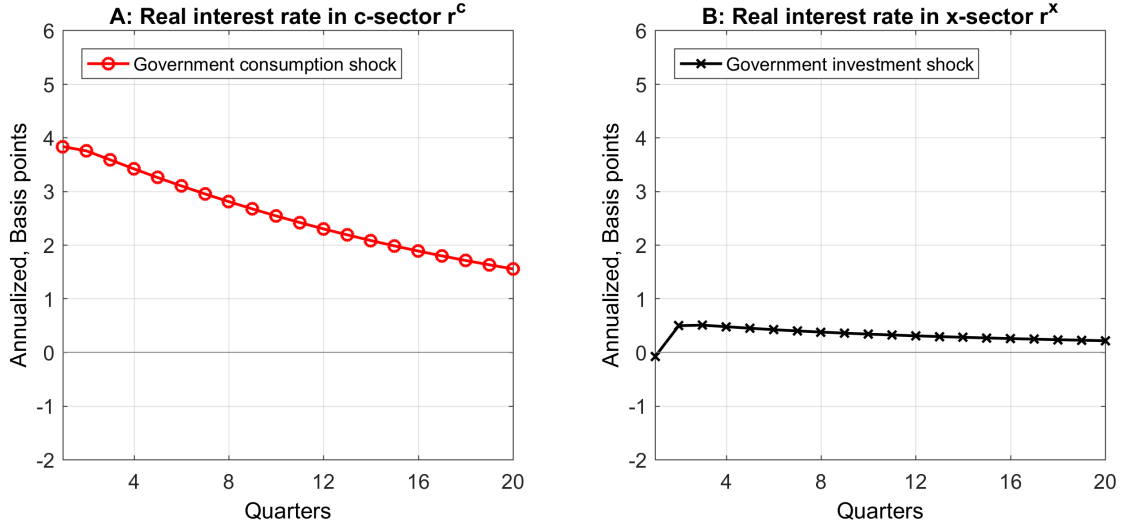 A: Real interest rate in c-sector r^c
Government consumption shock
6
5
4
3
2
1
0
-1
-2
Annualized, Basis points
4 8 12 16 20
Quarters
B: Real interest rate in x-sector r^x
Government investment shock
6
5
4
3
2
1
0
-1
-2
Annualized, Basis points
4 8 12 16 20
Quarters